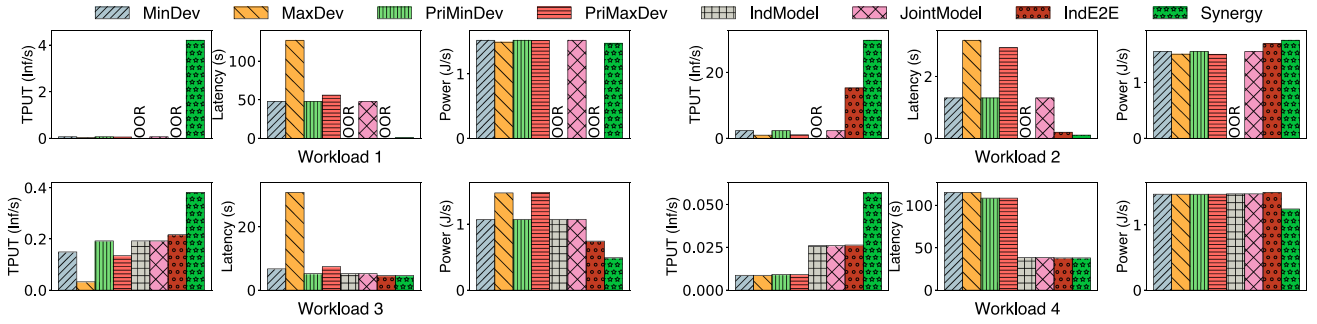 MinDev MaxDev PriMinDev PriMaxDev IndModel JointModel IndE2E Synergy
TPUT (Inf/s)
4
2
0
OOR
OOR
Latency (s)
100
50
0
OOR
OOR
Power (J/s)
1
0
OOR
OOR
Workload 1
TPUT (Inf/s)
20
0
OOR
Latency (s)
2
0
OOR
Power (J/s)
1
0
OOR
Workload 2
TPUT (Inf/s)
0.4
0.2
0.0
Latency (s)
20
0
Power (J/s)
1
0
Workload 3
TPUT (Inf/s)
0.050
0.025
0.000
Latency (s)
100
50
0
Power (J/s)
1
0
Workload 4